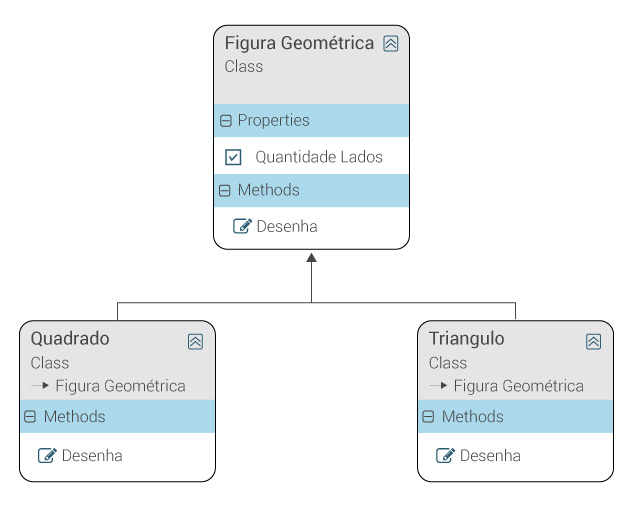 Figura Geométrica
Class
Properties
Quantidade Lados
Methods
Desenha
Quadrado
Class
Figura Geométrica
Methods
Desenha
Triangulo
Class
Figura Geométrica
Methods
Desenha